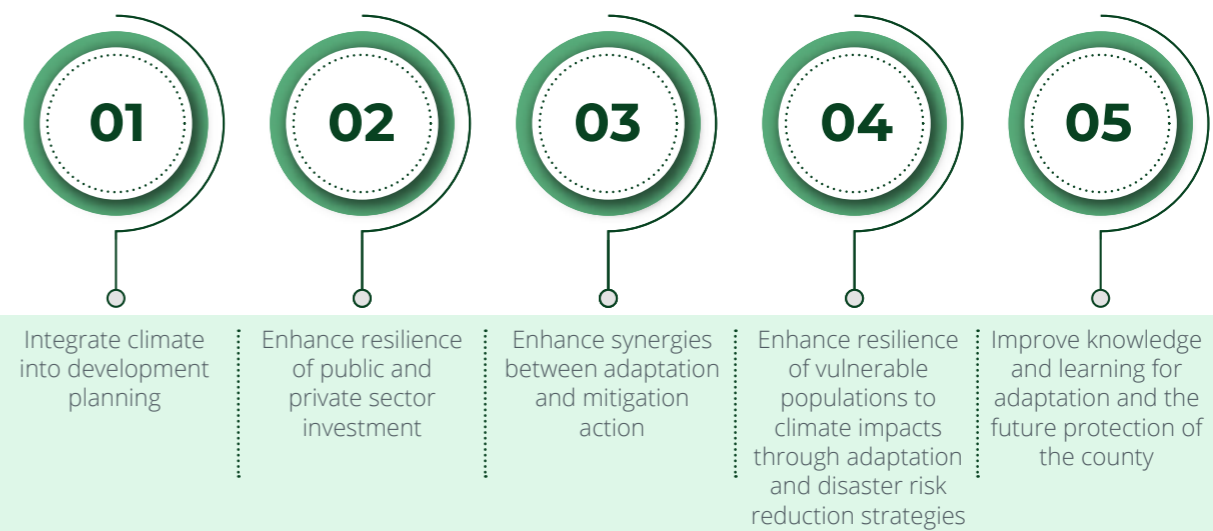 01
02
03
04
05
Integrate climate
into development
planning
Enhance resilience
of public and
private sector
investment
Enhance synergies
between adaptation
and mitigation
action
Enhance resilience
of vulnerable
populations to
climate impacts
through adaptation
and disaster risk
reduction strategies
Improve knowledge
and learning for
adaptation and the
future protection of
the county